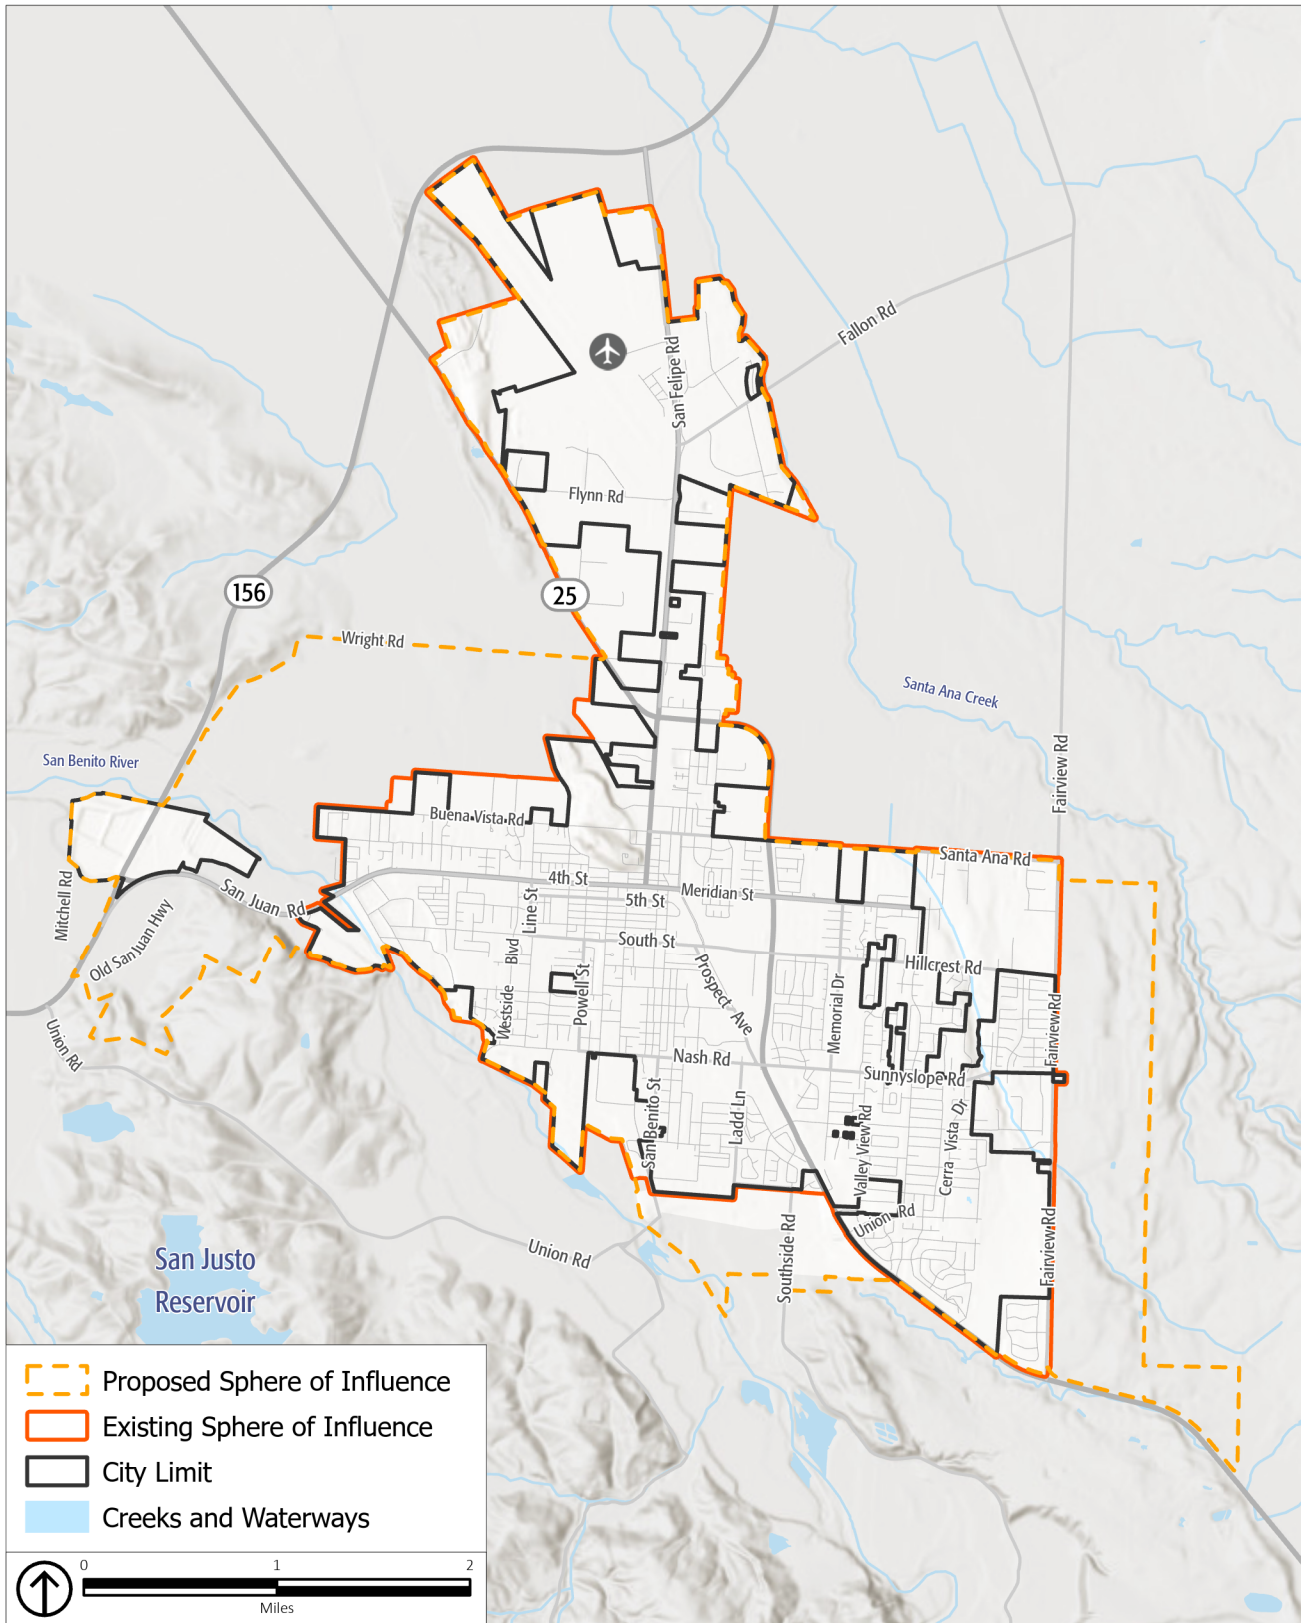 Fallon Rd
San Felipe Rd
Flynn Rd
156
25
Wright Rd
Santa Ana Creek
Fairview Rd
San Benito River
Buena Vista Rd
Santa Ana Rd
4th St
Meridian St
5th St
Line St
San Juan Rd
Mitchell Rd
Old San Juan Hwy
South St
Hillcrest Rd
Westside Blvd
Powell St
Prospect Ave
Memorial Dr
Fairview Rd
Union Rd
Nash Rd
Sunnyslope Rd
San Benito St
Ladd Ln
Valley View Rd
Cerra Vista Dr
Union Rd
Union Rd
Southside Rd
Fairview Rd
San Justo
Reservoir
Proposed Sphere of Influence
Existing Sphere of Influence
City Limit
Creeks and Waterways
0 1 2
Miles